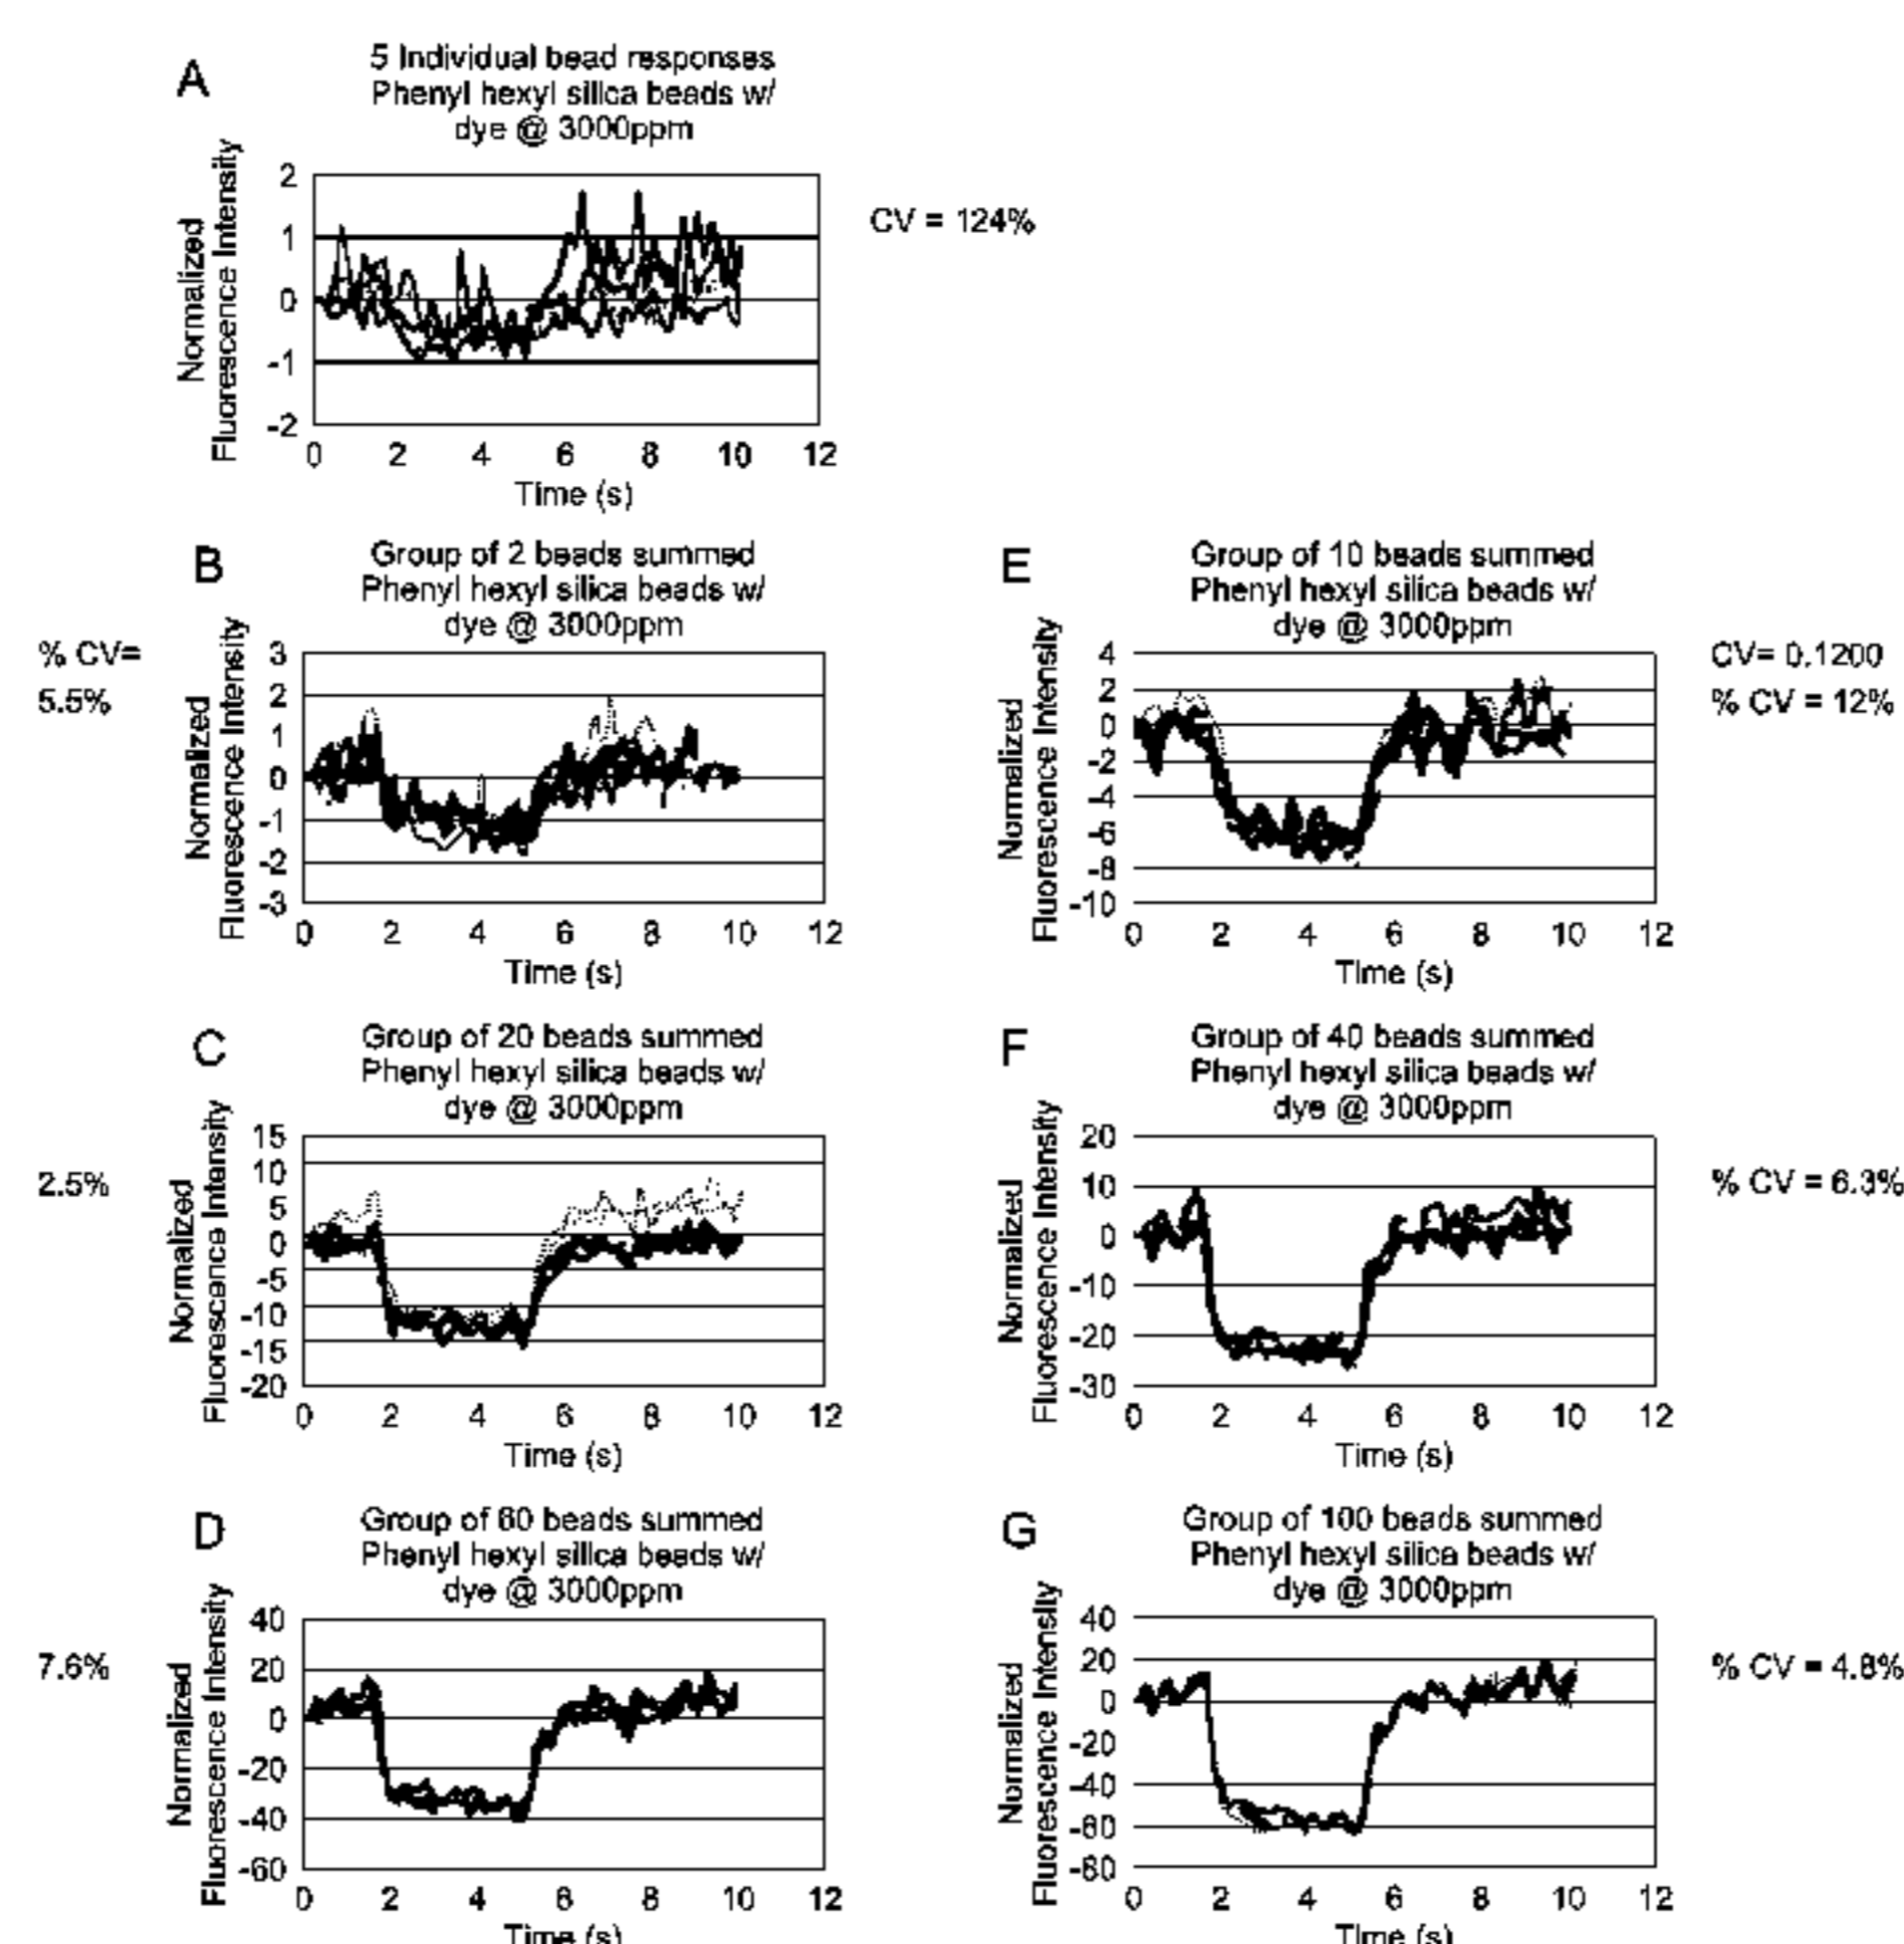 A
5 Individual bead responses
Phenyl hexyl silica beads w/
dye @ 3000ppm
Normalized
Fluorescence Intensity
2
1
0
-1
-2
0 2 4 6 8 10 12
Time (s)
CV = 124%
B
Group of 2 beads summed
Phenyl hexyl silica beads w/
dye @ 3000ppm
% CV=
5.5%
Normalized
Fluorescence Intensity
3
2
1
0
-1
-2
-3
0 2 4 6 8 10 12
Time (s)
E
Group of 10 beads summed
Phenyl hexyl silica beads w/
dye @ 3000ppm
Normalized
Fluorescence Intensity
4
2
0
-2
-4
-6
-8
-10
0 2 4 6 8 10 12
Time (s)
CV= 0.1200
% CV = 12%
C
Group of 20 beads summed
Phenyl hexyl silica beads w/
dye @ 3000ppm
2.5%
Normalized
Fluorescence Intensity
15
10
5
0
-5
-10
-15
-20
0 2 4 6 8 10 12
Time (s)
F
Group of 40 beads summed
Phenyl hexyl silica beads w/
dye @ 3000ppm
Normalized
Fluorescence Intensity
20
10
0
-10
-20
-30
0 2 4 6 8 10 12
Time (s)
% CV = 6.3%
D
Group of 60 beads summed
Phenyl hexyl silica beads w/
dye @ 3000ppm
7.6%
Normalized
Fluorescence Intensity
40
20
0
-20
-40
-60
0 2 4 6 8 10 12
Time (s)
G
Group of 100 beads summed
Phenyl hexyl silica beads w/
dye @ 3000ppm
Normalized
Fluorescence Intensity
40
20
0
-20
-40
-60
-80
0 2 4 6 8 10 12
Time (s)
% CV = 4.8%